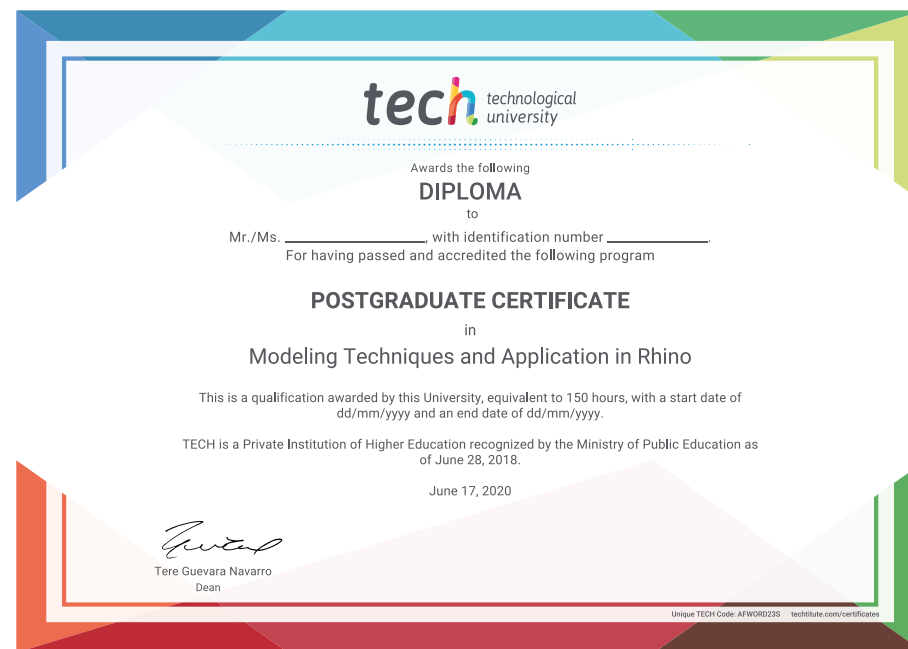 tech technological
university
Awards the following
DIPLOMA
to
Mr./Ms. ____________________, with identification number ______________.
For having passed and accredited the following program
POSTGRADUATE CERTIFICATE
in
Modeling Techniques and Application in Rhino
This is a qualification awarded by this University, equivalent to 150 hours, with a start date of
dd/mm/yyyy and an end date of dd/mm/yyyy.
TECH is a Private Institution of Higher Education recognized by the Ministry of Public Education as
of June 28, 2018.
June 17, 2020
Tere Guevara Navarro
Dean
Unique TECH Code: AFWORD23S techtitute.com/certificates